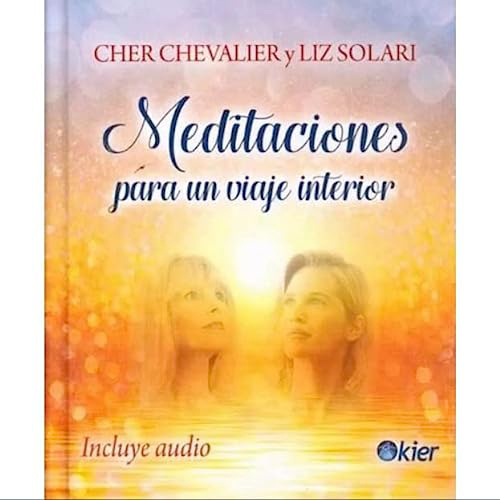 CHER CHEVALIER y LIZ SOLARI
Meditaciones
para un viaje interior
Incluye audio
kier